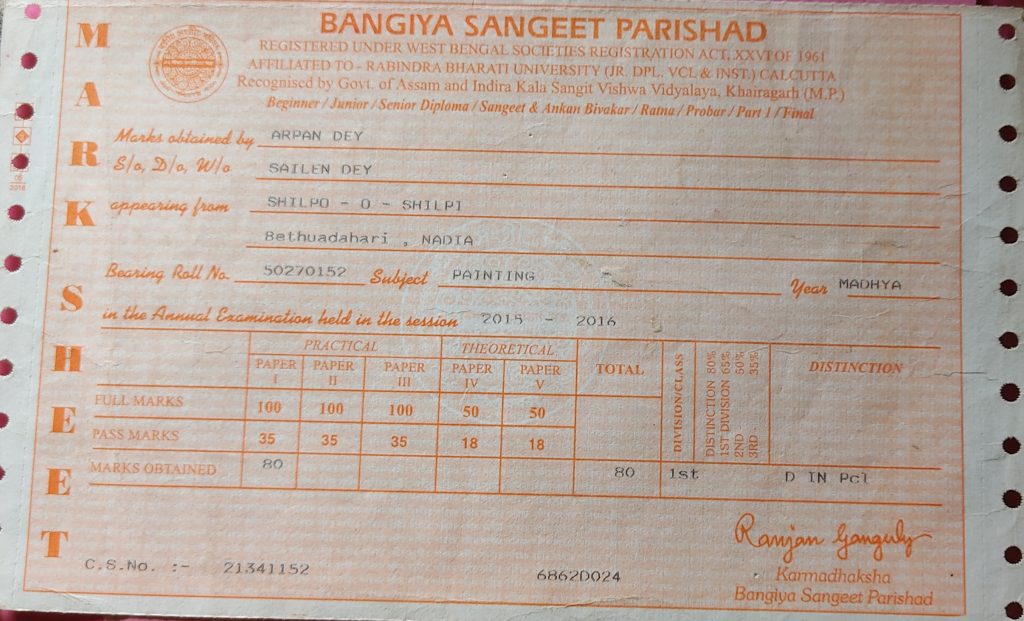 MARKSHEET
BANGIYA SANGEET PARISHAD
REGISTERED UNDER WEST BENGAL SOCIETIES REGISTRATION ACT, XXVI OF 1961
AFFILIATED TO - RABINDRA BHARATI UNIVERSITY (JR. DPL. VCL & INST.) CALCUTTA
Recognised by Govt. of Assam and Indira Kala Sangit Vishwa Vidyalaya, Khairagarh (M.P.)
Beginner / Junior / Senior Diploma / Sangeet & Ankan Bivakar / Ratna / Probar / Part 1 / Final
Marks obtained by ARPAN DEY
S/o, D/o, W/o SAILEN DEY
appearing from SHILPO - O - SHILPI
Bethuadahari , NADIA
Bearing Roll No. 50270152 Subject PAINTING Year MADHYA
in the Annual Examination held in the session 2015 - 2016
PRACTICAL THEORETICAL
PAPER I PAPER II PAPER III PAPER IV PAPER V TOTAL DIVISION/CLASS DISTINCTION 80% 1ST DIVISION 65% 2ND 50% 3RD 35% DISTINCTION
FULL MARKS 100 100 100 50 50
PASS MARKS 35 35 35 18 18
MARKS OBTAINED 80 80 1st D IN Pcl
Ranjan Ganguly
C.S.No. :- 21341152 6862D024 Karmadhaksha
Bangiya Sangeet Parishad